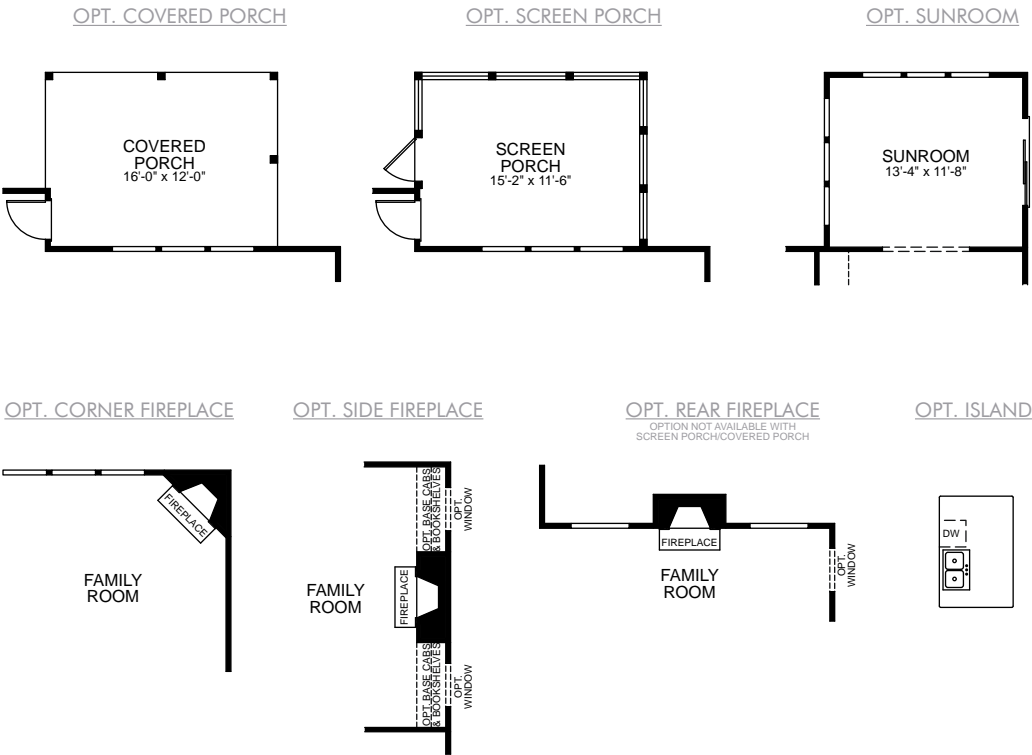 OPT. COVERED PORCH
OPT. SCREEN PORCH
OPT. SUNROOM
COVERED
PORCH
16'-0" x 12'-0"
SCREEN
PORCH
15'-2" x 11'-6"
SUNROOM
13'-4" x 11'-8"
OPT. CORNER FIREPLACE
OPT. SIDE FIREPLACE
OPT. REAR FIREPLACE
OPTION NOT AVAILABLE WITH
SCREEN PORCH/COVERED PORCH
OPT. ISLAND
FIREPLACE
FAMILY
ROOM
OPT. BASE CABS
& BOOKSHELVES
OPT.
WINDOW
FAMILY
ROOM
FIREPLACE
OPT. BASE CABS
& BOOKSHELVES
OPT.
WINDOW
FIREPLACE
FAMILY
ROOM
OPT.
WINDOW
DW